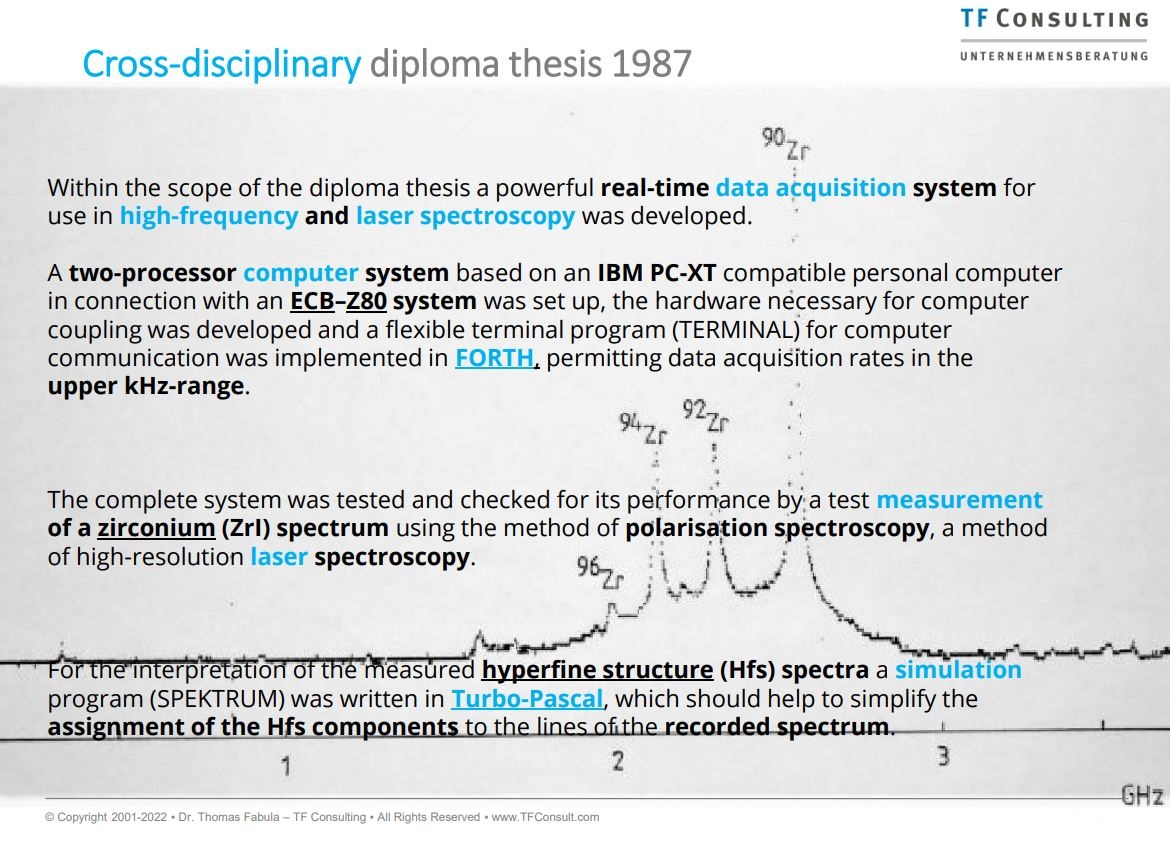 TF CONSULTING
UNTERNEHMENSBERATUNG
Cross-disciplinary diploma thesis 1987
90Zr
Within the scope of the diploma thesis a powerful real-time data acquisition system for
use in high-frequency and laser spectroscopy was developed.
A two-processor computer system based on an IBM PC-XT compatible personal computer
in connection with an ECB–Z80 system was set up, the hardware necessary for computer
coupling was developed and a flexible terminal program (TERMINAL) for computer
communication was implemented in FORTH, permitting data acquisition rates in the
upper kHz-range.
94Zr 92Zr
The complete system was tested and checked for its performance by a test measurement
of a zirconium (ZrI) spectrum using the method of polarisation spectroscopy, a method
of high-resolution laser spectroscopy.
96Zr
For the interpretation of the measured hyperfine structure (Hfs) spectra a simulation
program (SPEKTRUM) was written in Turbo-Pascal, which should help to simplify the
assignment of the Hfs components to the lines of the recorded spectrum.
1 2 3
GHz
© Copyright 2001-2022 • Dr. Thomas Fabula – TF Consulting • All Rights Reserved • www.TFConsult.com